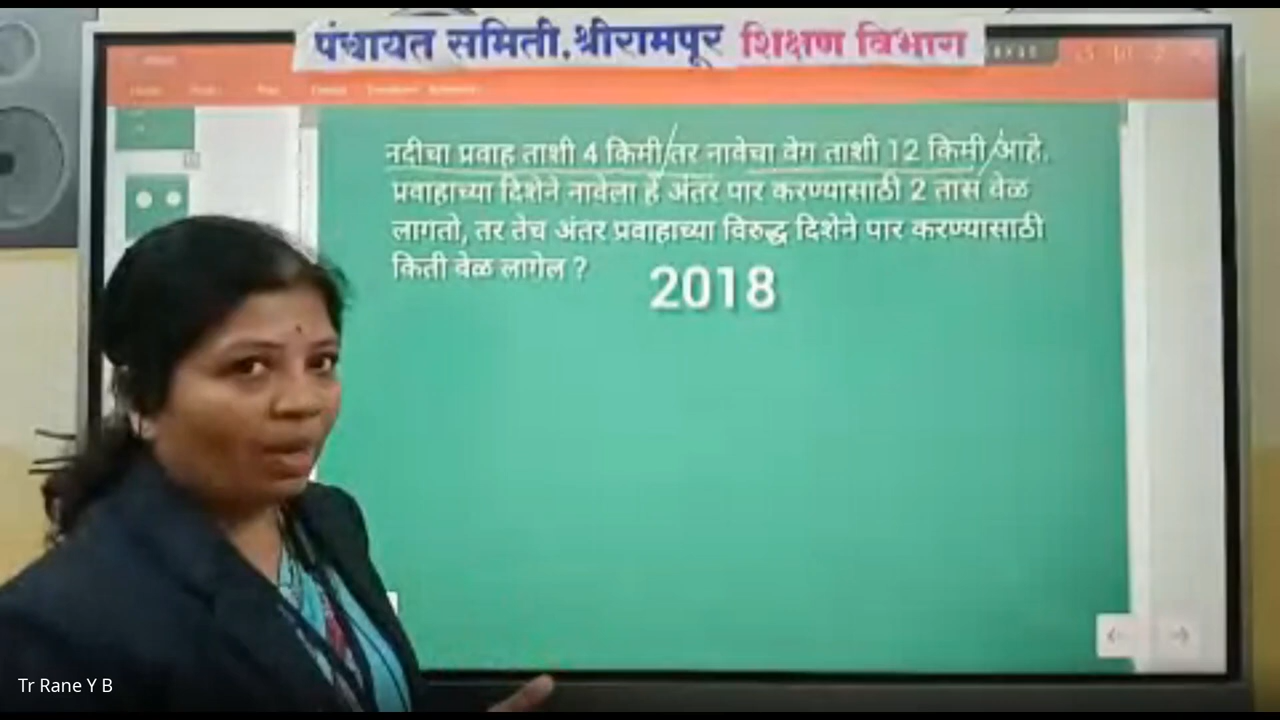 पंचायत समिती.श्रीरामपूर शिक्षण विभाग
नदीचा प्रवाह ताशी 4 किमी तर नावेचा वेग ताशी 12 किमी आहे.
प्रवाहाच्या दिशेने नावेला हे अंतर पार करण्यासाठी 2 तास वेळ
लागतो, तर तेच अंतर प्रवाहाच्या विरुद्ध दिशेने पार करण्यासाठी
किती वेळ लागेल ?
2018
Tr Rane Y B